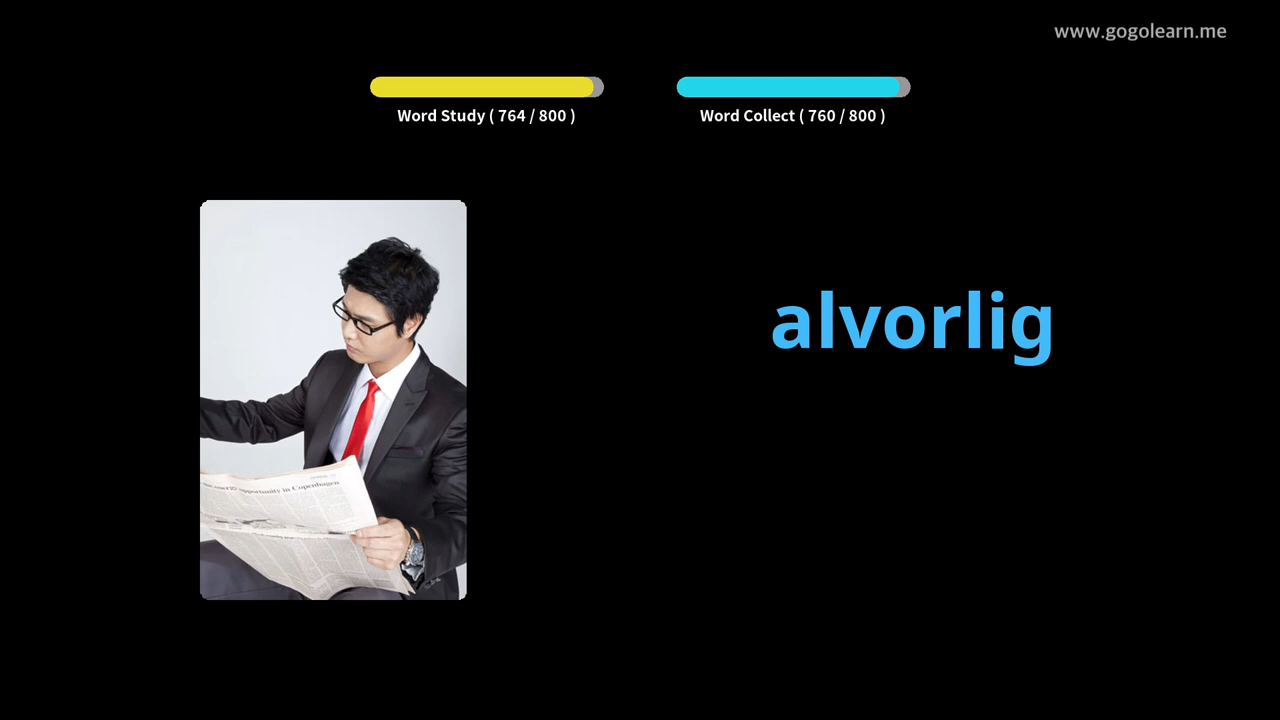 www.gogolearn.me
Word Study ( 764 / 800 )
Word Collect ( 760 / 800 )
alvorlig
opportunity in Copenhagen